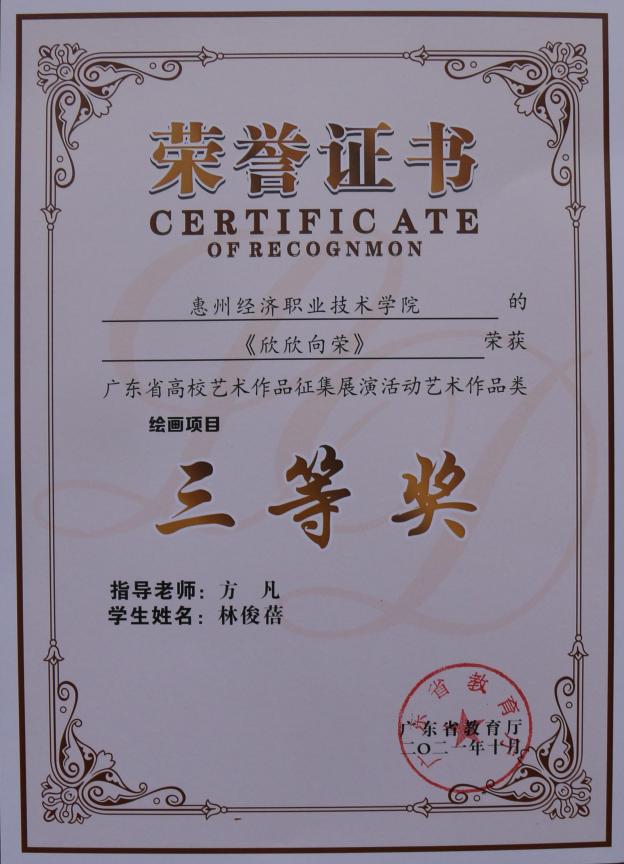 荣誉证书
CERTIFICATE
OF RECOGNMON
惠州经济职业技术学院 的
《欣欣向荣》 荣获
广东省高校艺术作品征集展演活动艺术作品类
绘画项目
三等奖
指导老师：方 凡
学生姓名：林俊蓓
广东省教育厅
广东省教育厅
二〇二一年十月